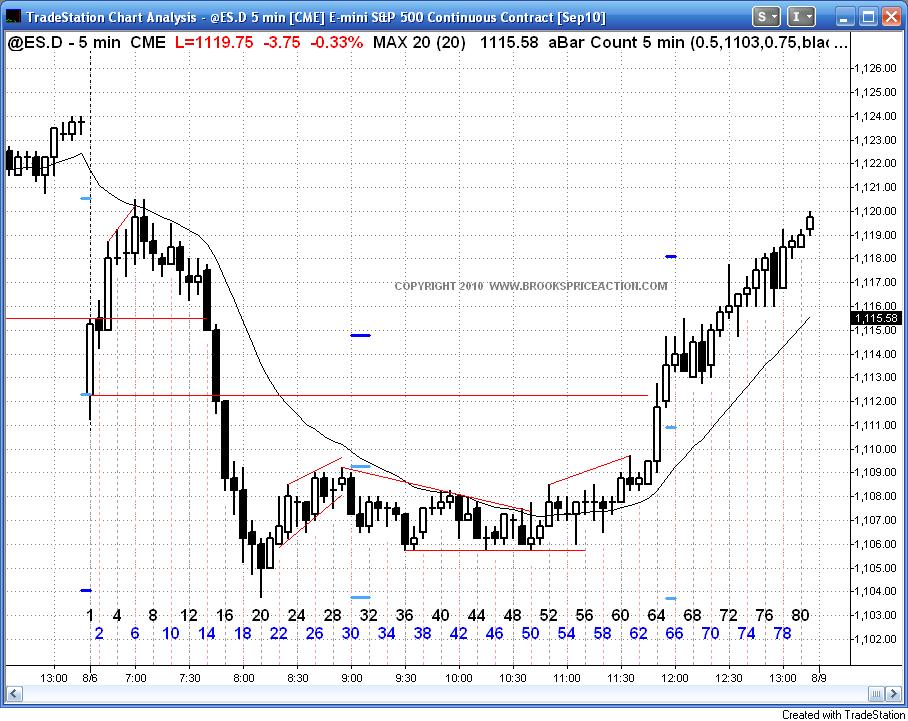 TradeStation Chart Analysis - @ES.D 5 min [CME] E-mini S&P 500 Continuous Contract [Sep10]
S
I
@ES.D - 5 min CME L=1119.75 -3.75 -0.33% MAX 20 (20) 1115.58 aBar Count 5 min (0.5,1103,0.75,blac ...
1,126.00
1,125.00
1,124.00
1,123.00
1,122.00
1,121.00
1,120.00
1,119.00
1,118.00
1,117.00
1,116.00
1,115.58
1,115.00
1,114.00
1,113.00
1,112.00
1,111.00
1,110.00
1,109.00
1,108.00
1,107.00
1,106.00
1,105.00
1,104.00
1,103.00
1,102.00
COPYRIGHT 2010 WWW.BROOKSPRICEACTION.COM
1 4 8 12 16 20 24 28 32 36 40 44 48 52 56 60 64 68 72 76 80
2 6 10 14 18 22 26 30 34 38 42 46 50 54 58 62 66 70 74 78
13:00 8/6 7:00 7:30 8:00 8:30 9:00 9:30 10:00 10:30 11:00 11:30 12:00 12:30 13:00 8/9
Created with TradeStation